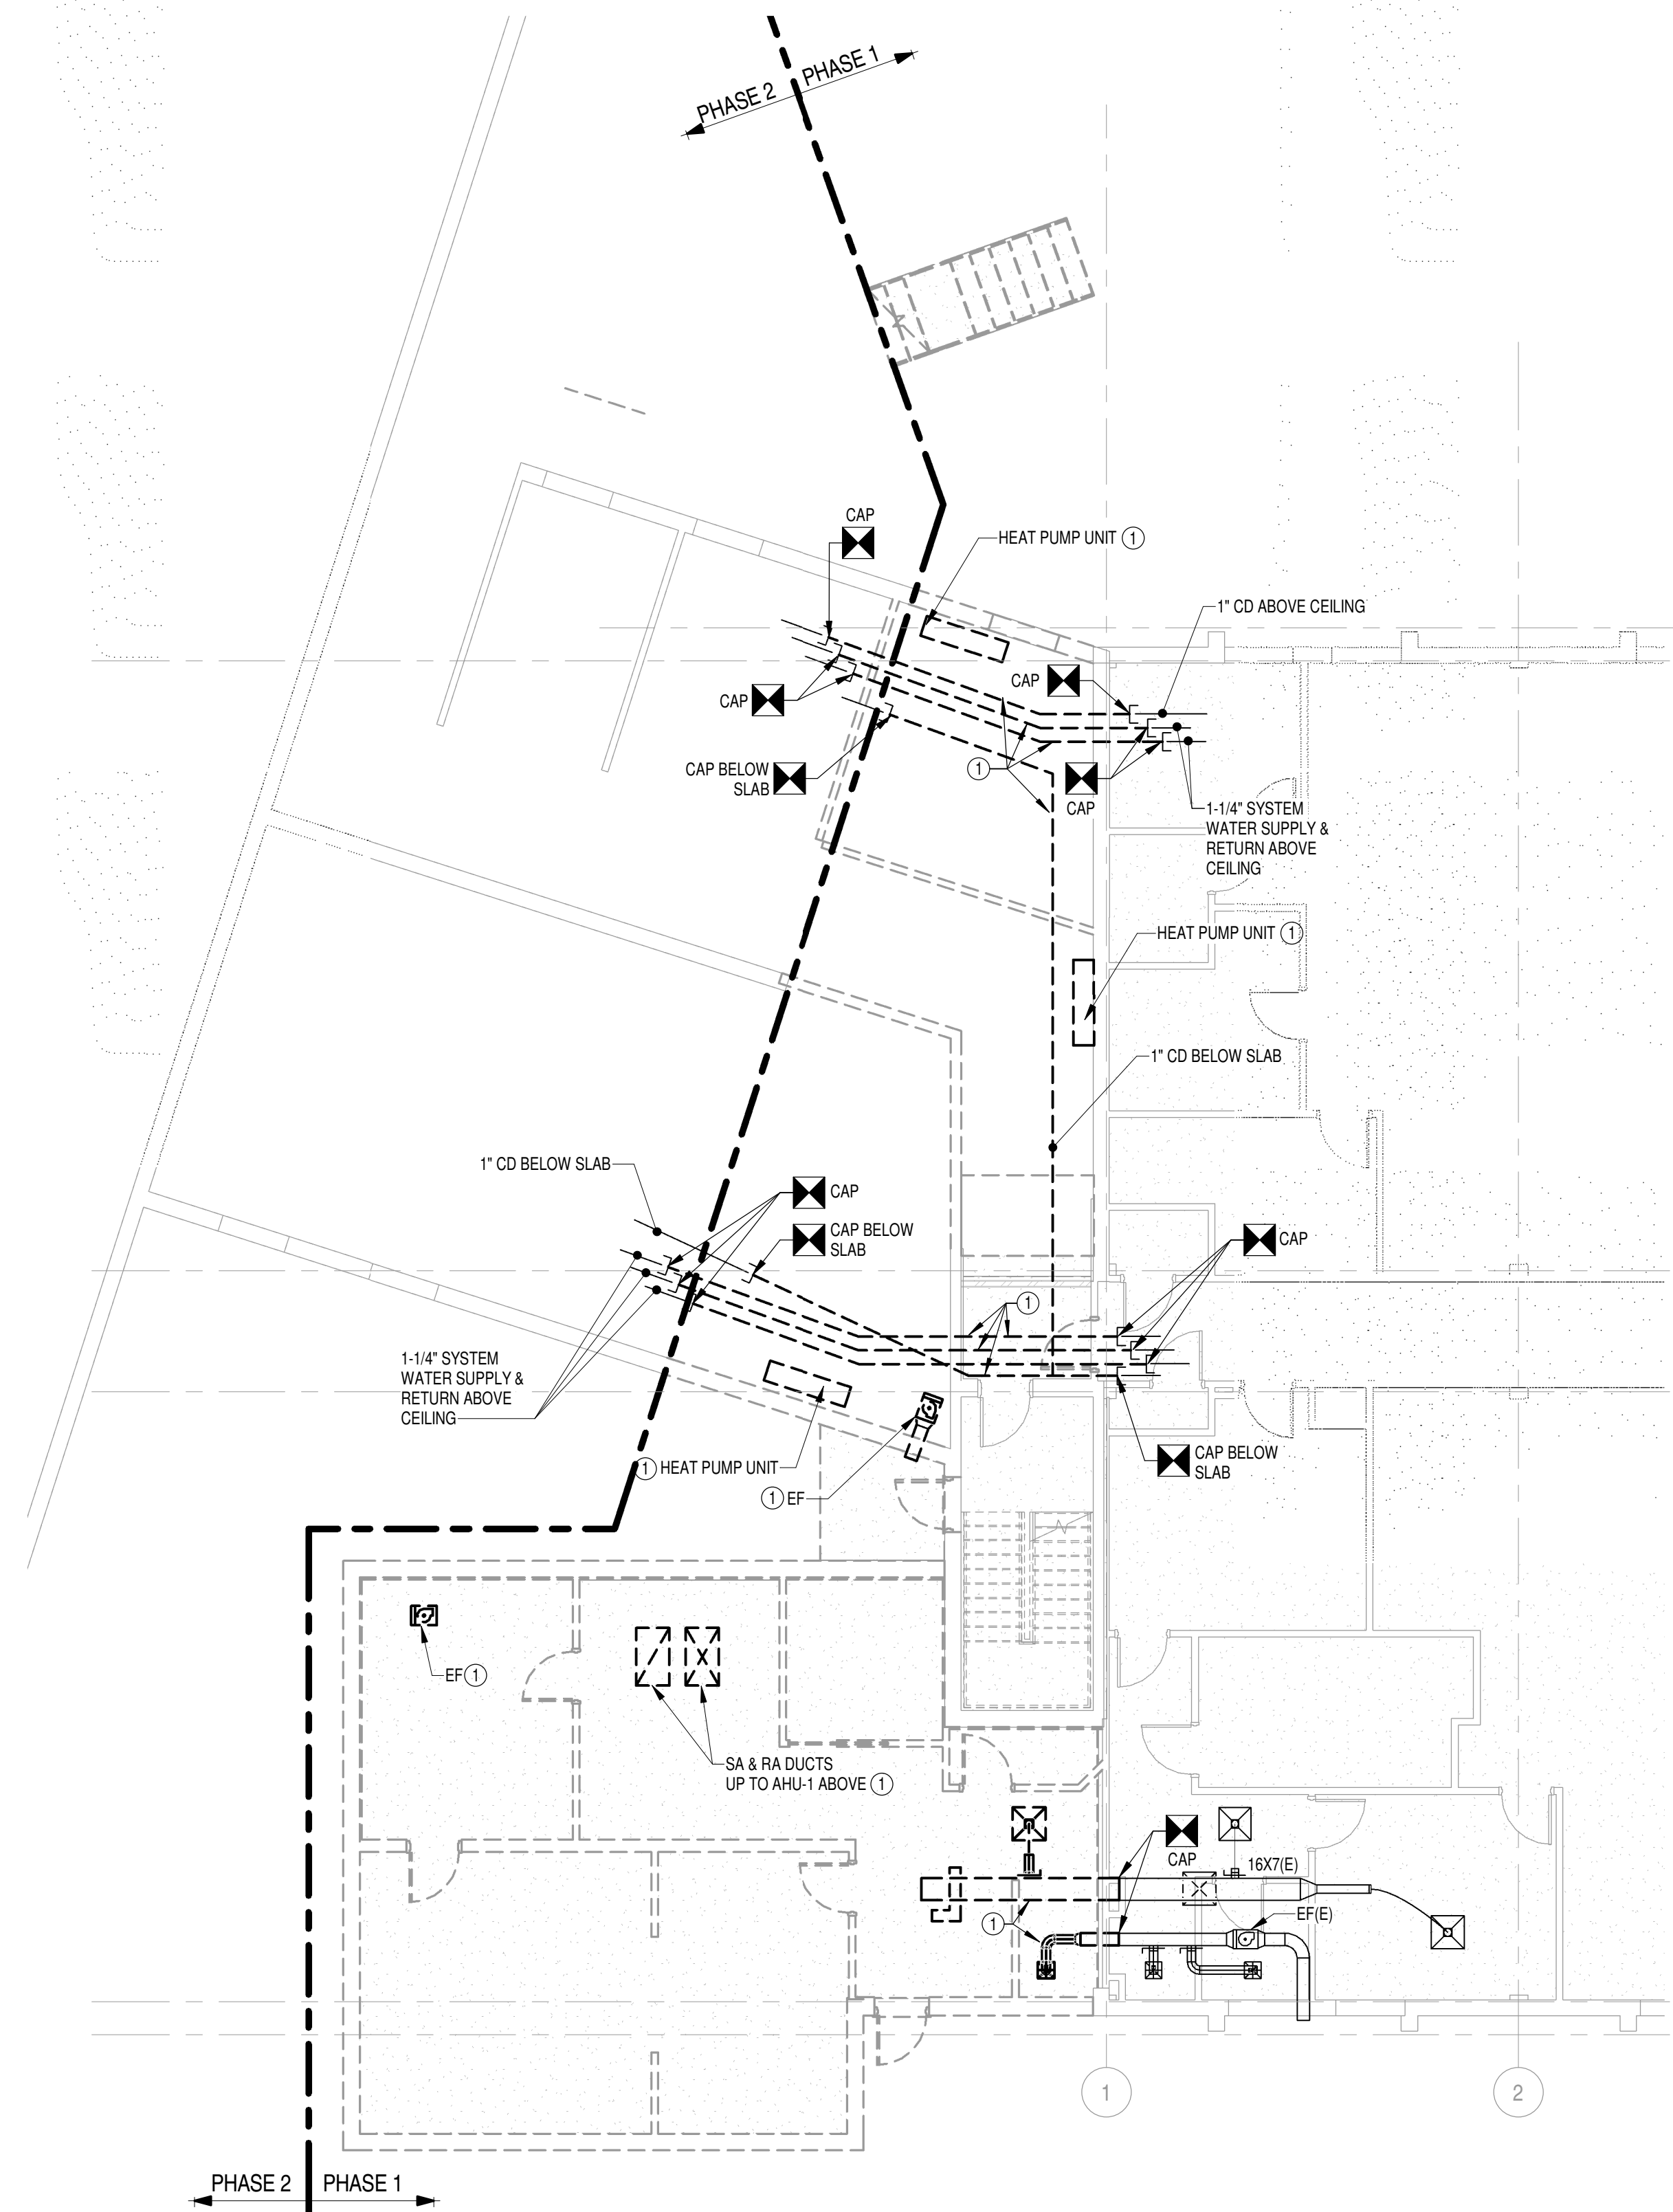 PHASE 2
PHASE 1
CAP
HEAT PUMP UNIT 1
1" CD ABOVE CEILING
CAP
CAP
CAP BELOW
SLAB
1
CAP
1-1/4" SYSTEM
WATER SUPPLY &
RETURN ABOVE
CEILING
HEAT PUMP UNIT 1
1" CD BELOW SLAB
1" CD BELOW SLAB
CAP
CAP BELOW
SLAB
CAP
1
1-1/4" SYSTEM
WATER SUPPLY &
RETURN ABOVE
CEILING
CAP BELOW
SLAB
1 HEAT PUMP UNIT
1 EF
EF 1
SA & RA DUCTS
UP TO AHU-1 ABOVE 1
CAP
16X7(E)
EF(E)
1
1
2
PHASE 2
PHASE 1